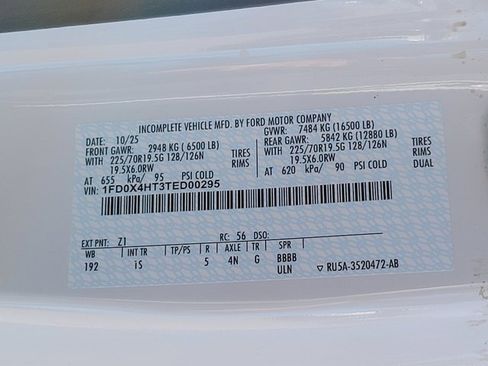 INCOMPLETE VEHICLE MFD. BY FORD MOTOR COMPANY
DATE: 10/25 GVWR: 7484 KG (16500 LB)
FRONT GAWR: 2948 KG (6500 LB) REAR GAWR: 5842 KG (12880 LB)
WITH 225/70R19.5G 128/126N TIRES WITH 225/70R19.5G 128/126N TIRES
19.5X6.0RW RIMS 19.5X6.0RW RIMS
AT 655 kPa/ 95 PSI COLD AT 620 kPa/ 90 PSI COLD DUAL
VIN: 1FD0X4HT3TED00295
EXT PNT: Z1 RC: 56 DSO:
WB INT TR TP/PS R AXLE TR SPR
192 iS 5 4N G BBBB
ULN ▽ RU5A-3520472-AB